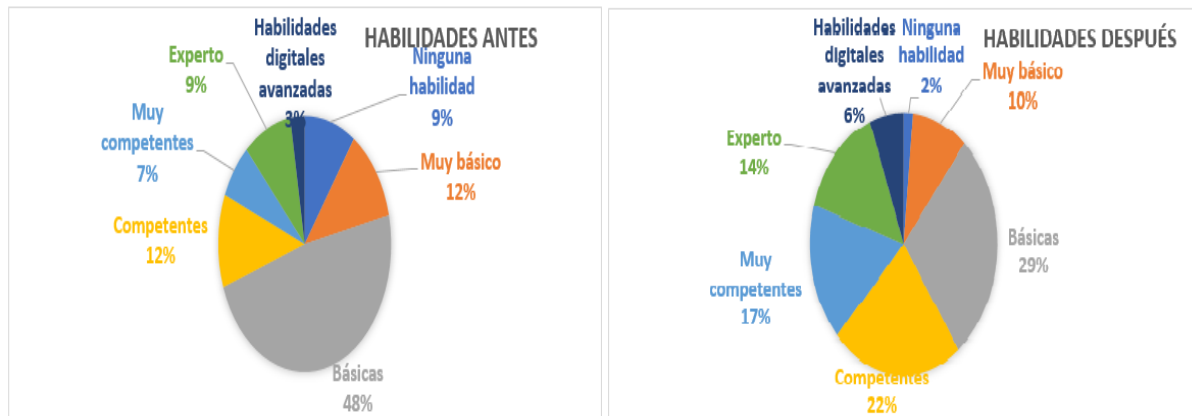 HABILIDADES ANTES
Habilidades
digitales
avanzadas
3%
Ninguna
habilidad
9%
Muy básico
12%
Básicas
48%
Competentes
12%
Muy
competentes
7%
Experto
9%
HABILIDADES DESPUÉS
Habilidades
digitales
avanzadas
6%
Ninguna
habilidad
2%
Muy básico
10%
Básicas
29%
Competentes
22%
Muy
competentes
17%
Experto
14%